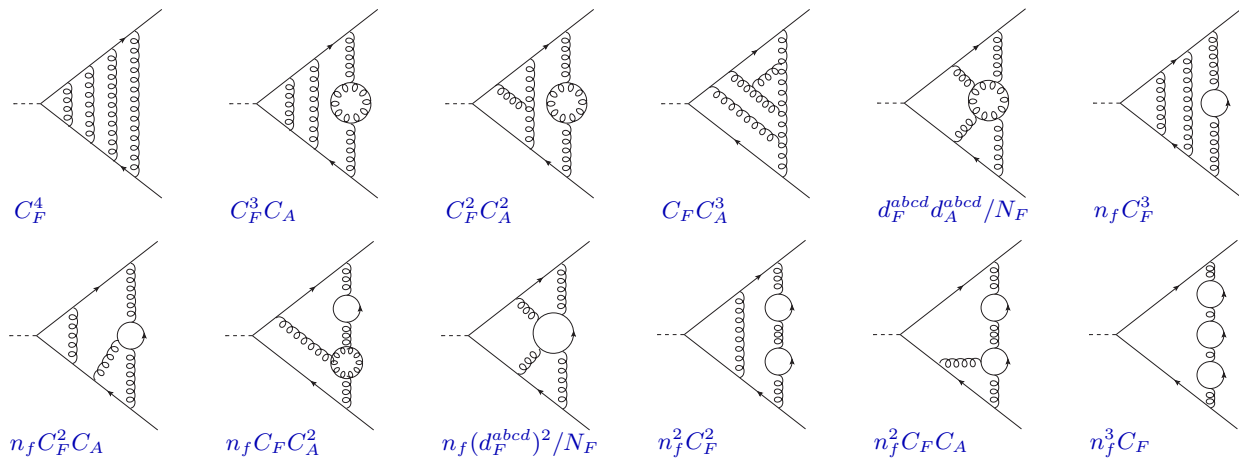 $C_F^4$
$C_F^3 C_A$
$C_F^2 C_A^2$
$C_F C_A^3$
$d_F^{abcd} d_A^{abcd}/N_F$
$n_f C_F^3$
$n_f C_F^2 C_A$
$n_f C_F C_A^2$
$n_f (d_F^{abcd})^2/N_F$
$n_f^2 C_F^2$
$n_f^2 C_F C_A$
$n_f^3 C_F$